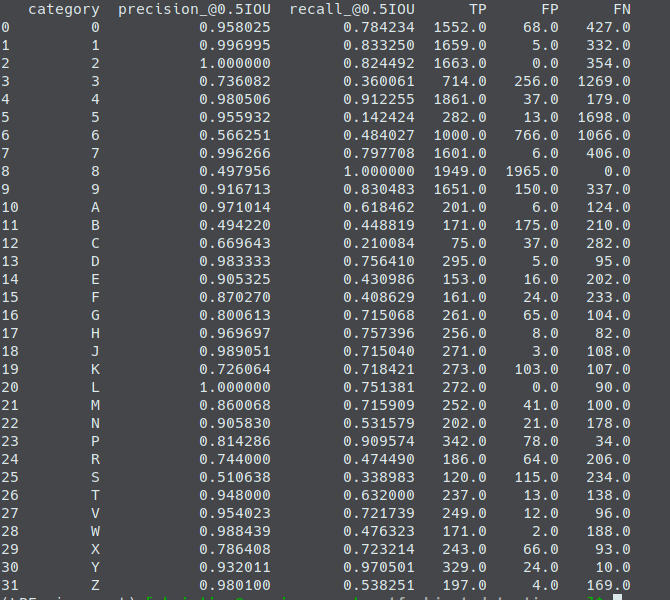 category precision_@0.5IOU recall_@0.5IOU TP FP FN
0 0 0.958025 0.784234 1552.0 68.0 427.0
1 1 0.996995 0.833250 1659.0 5.0 332.0
2 2 1.000000 0.824492 1663.0 0.0 354.0
3 3 0.736082 0.360061 714.0 256.0 1269.0
4 4 0.980506 0.912255 1861.0 37.0 179.0
5 5 0.955932 0.142424 282.0 13.0 1698.0
6 6 0.566251 0.484027 1000.0 766.0 1066.0
7 7 0.996266 0.797708 1601.0 6.0 406.0
8 8 0.497956 1.000000 1949.0 1965.0 0.0
9 9 0.916713 0.830483 1651.0 150.0 337.0
10 A 0.971014 0.618462 201.0 6.0 124.0
11 B 0.494220 0.448819 171.0 175.0 210.0
12 C 0.669643 0.210084 75.0 37.0 282.0
13 D 0.983333 0.756410 295.0 5.0 95.0
14 E 0.905325 0.430986 153.0 16.0 202.0
15 F 0.870270 0.408629 161.0 24.0 233.0
16 G 0.800613 0.715068 261.0 65.0 104.0
17 H 0.969697 0.757396 256.0 8.0 82.0
18 J 0.989051 0.715040 271.0 3.0 108.0
19 K 0.726064 0.718421 273.0 103.0 107.0
20 L 1.000000 0.751381 272.0 0.0 90.0
21 M 0.860068 0.715909 252.0 41.0 100.0
22 N 0.905830 0.531579 202.0 21.0 178.0
23 P 0.814286 0.909574 342.0 78.0 34.0
24 R 0.744000 0.474490 186.0 64.0 206.0
25 S 0.510638 0.338983 120.0 115.0 234.0
26 T 0.948000 0.632000 237.0 13.0 138.0
27 V 0.954023 0.721739 249.0 12.0 96.0
28 W 0.988439 0.476323 171.0 2.0 188.0
29 X 0.786408 0.723214 243.0 66.0 93.0
30 Y 0.932011 0.970501 329.0 24.0 10.0
31 Z 0.980100 0.538251 197.0 4.0 169.0